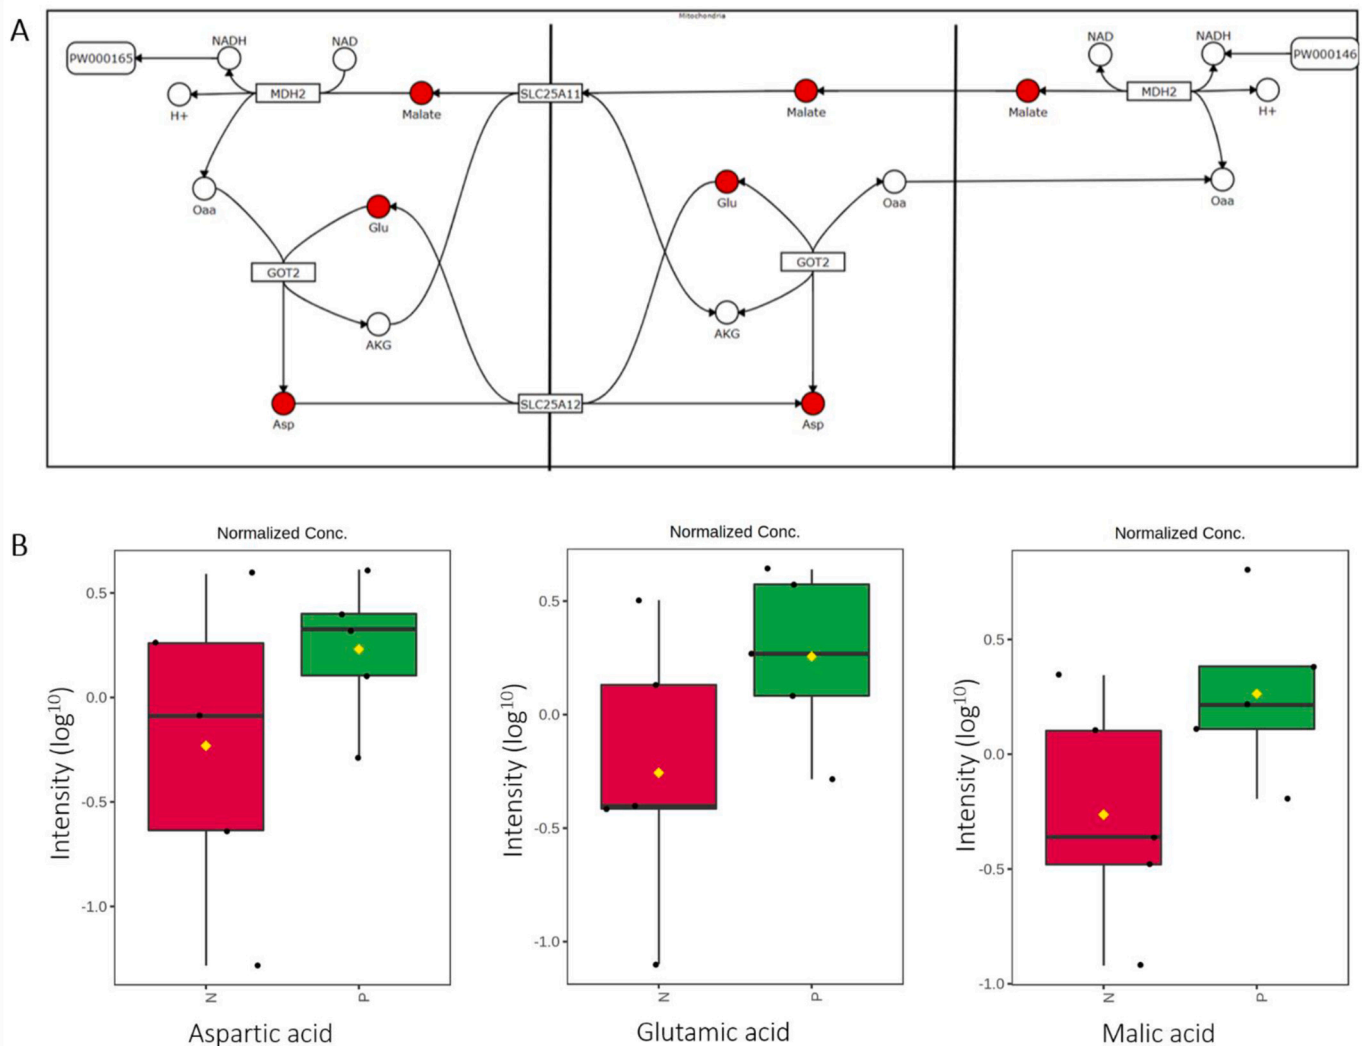 A
Mitochondria
PW000165
NADH
NAD
NAD
NADH
PW000146
H+
MDH2
Malate
SLC25A11
Malate
Malate
MDH2
H+
Oaa
Glu
Glu
Oaa
Oaa
GOT2
GOT2
AKG
AKG
Asp
SLC25A12
Asp
B
Normalized Conc.
Intensity (log10)
0.5
0.0
-0.5
-1.0
N
P
Aspartic acid
Normalized Conc.
Intensity (log10)
0.5
0.0
-0.5
-1.0
N
P
Glutamic acid
Normalized Conc.
Intensity (log10)
0.5
0.0
-0.5
-1.0
N
P
Malic acid